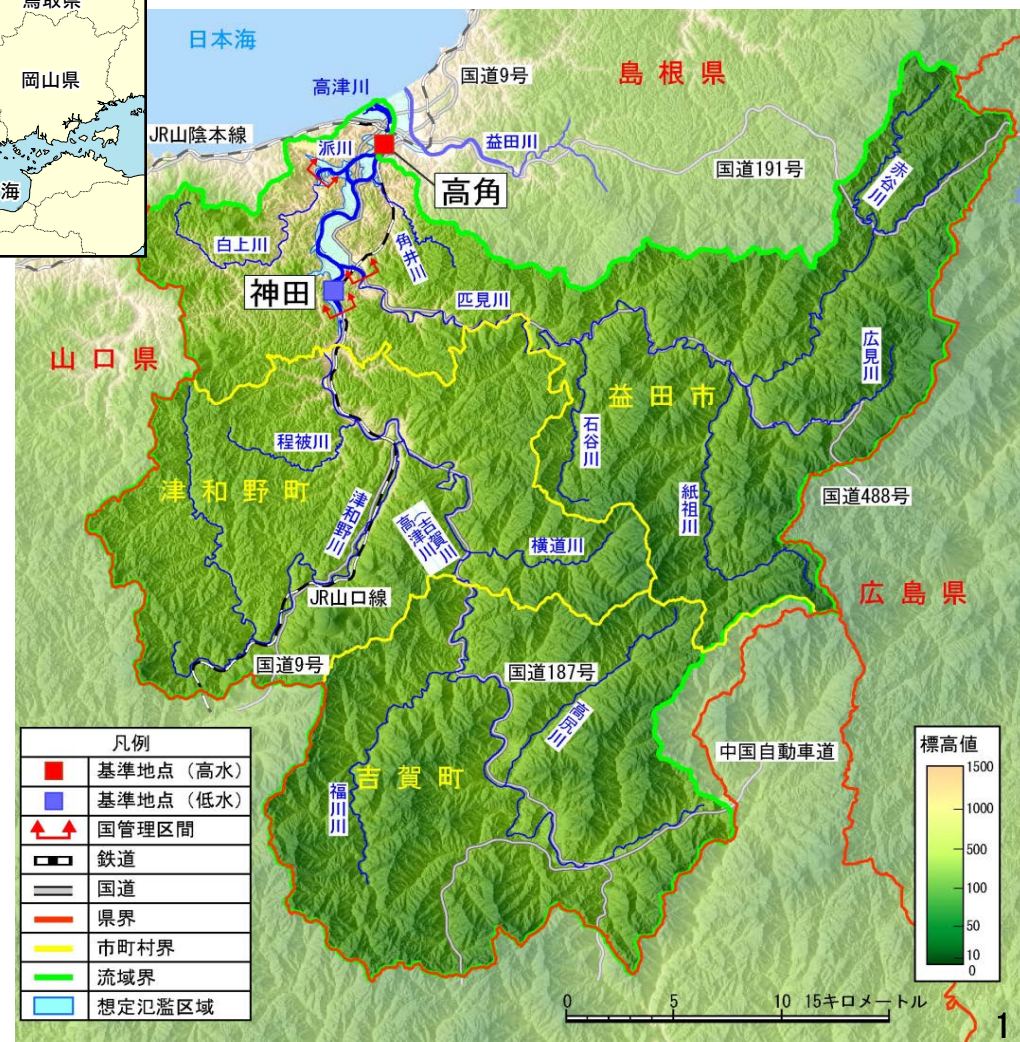 鳥取県
岡山県
海
日本海
高津川
国道9号
島根県
JR山陰本線
派川
益田川
国道191号
赤谷川
高角
白上川
角井川
神田
匹見川
山口県
広見川
益田市
石谷川
程被川
津和野町
津和野川
高津川
(吉賀川)
紙祖川
国道488号
横道川
広島県
JR山口線
国道9号
国道187号
高尻川
中国自動車道
吉賀町
福川川
凡例
基準地点(高水)
基準地点(低水)
国管理区間
鉄道
国道
県界
市町村界
流域界
想定氾濫区域
標高値
1500
1000
500
100
50
10
0
0 5 10 15キロメートル
1